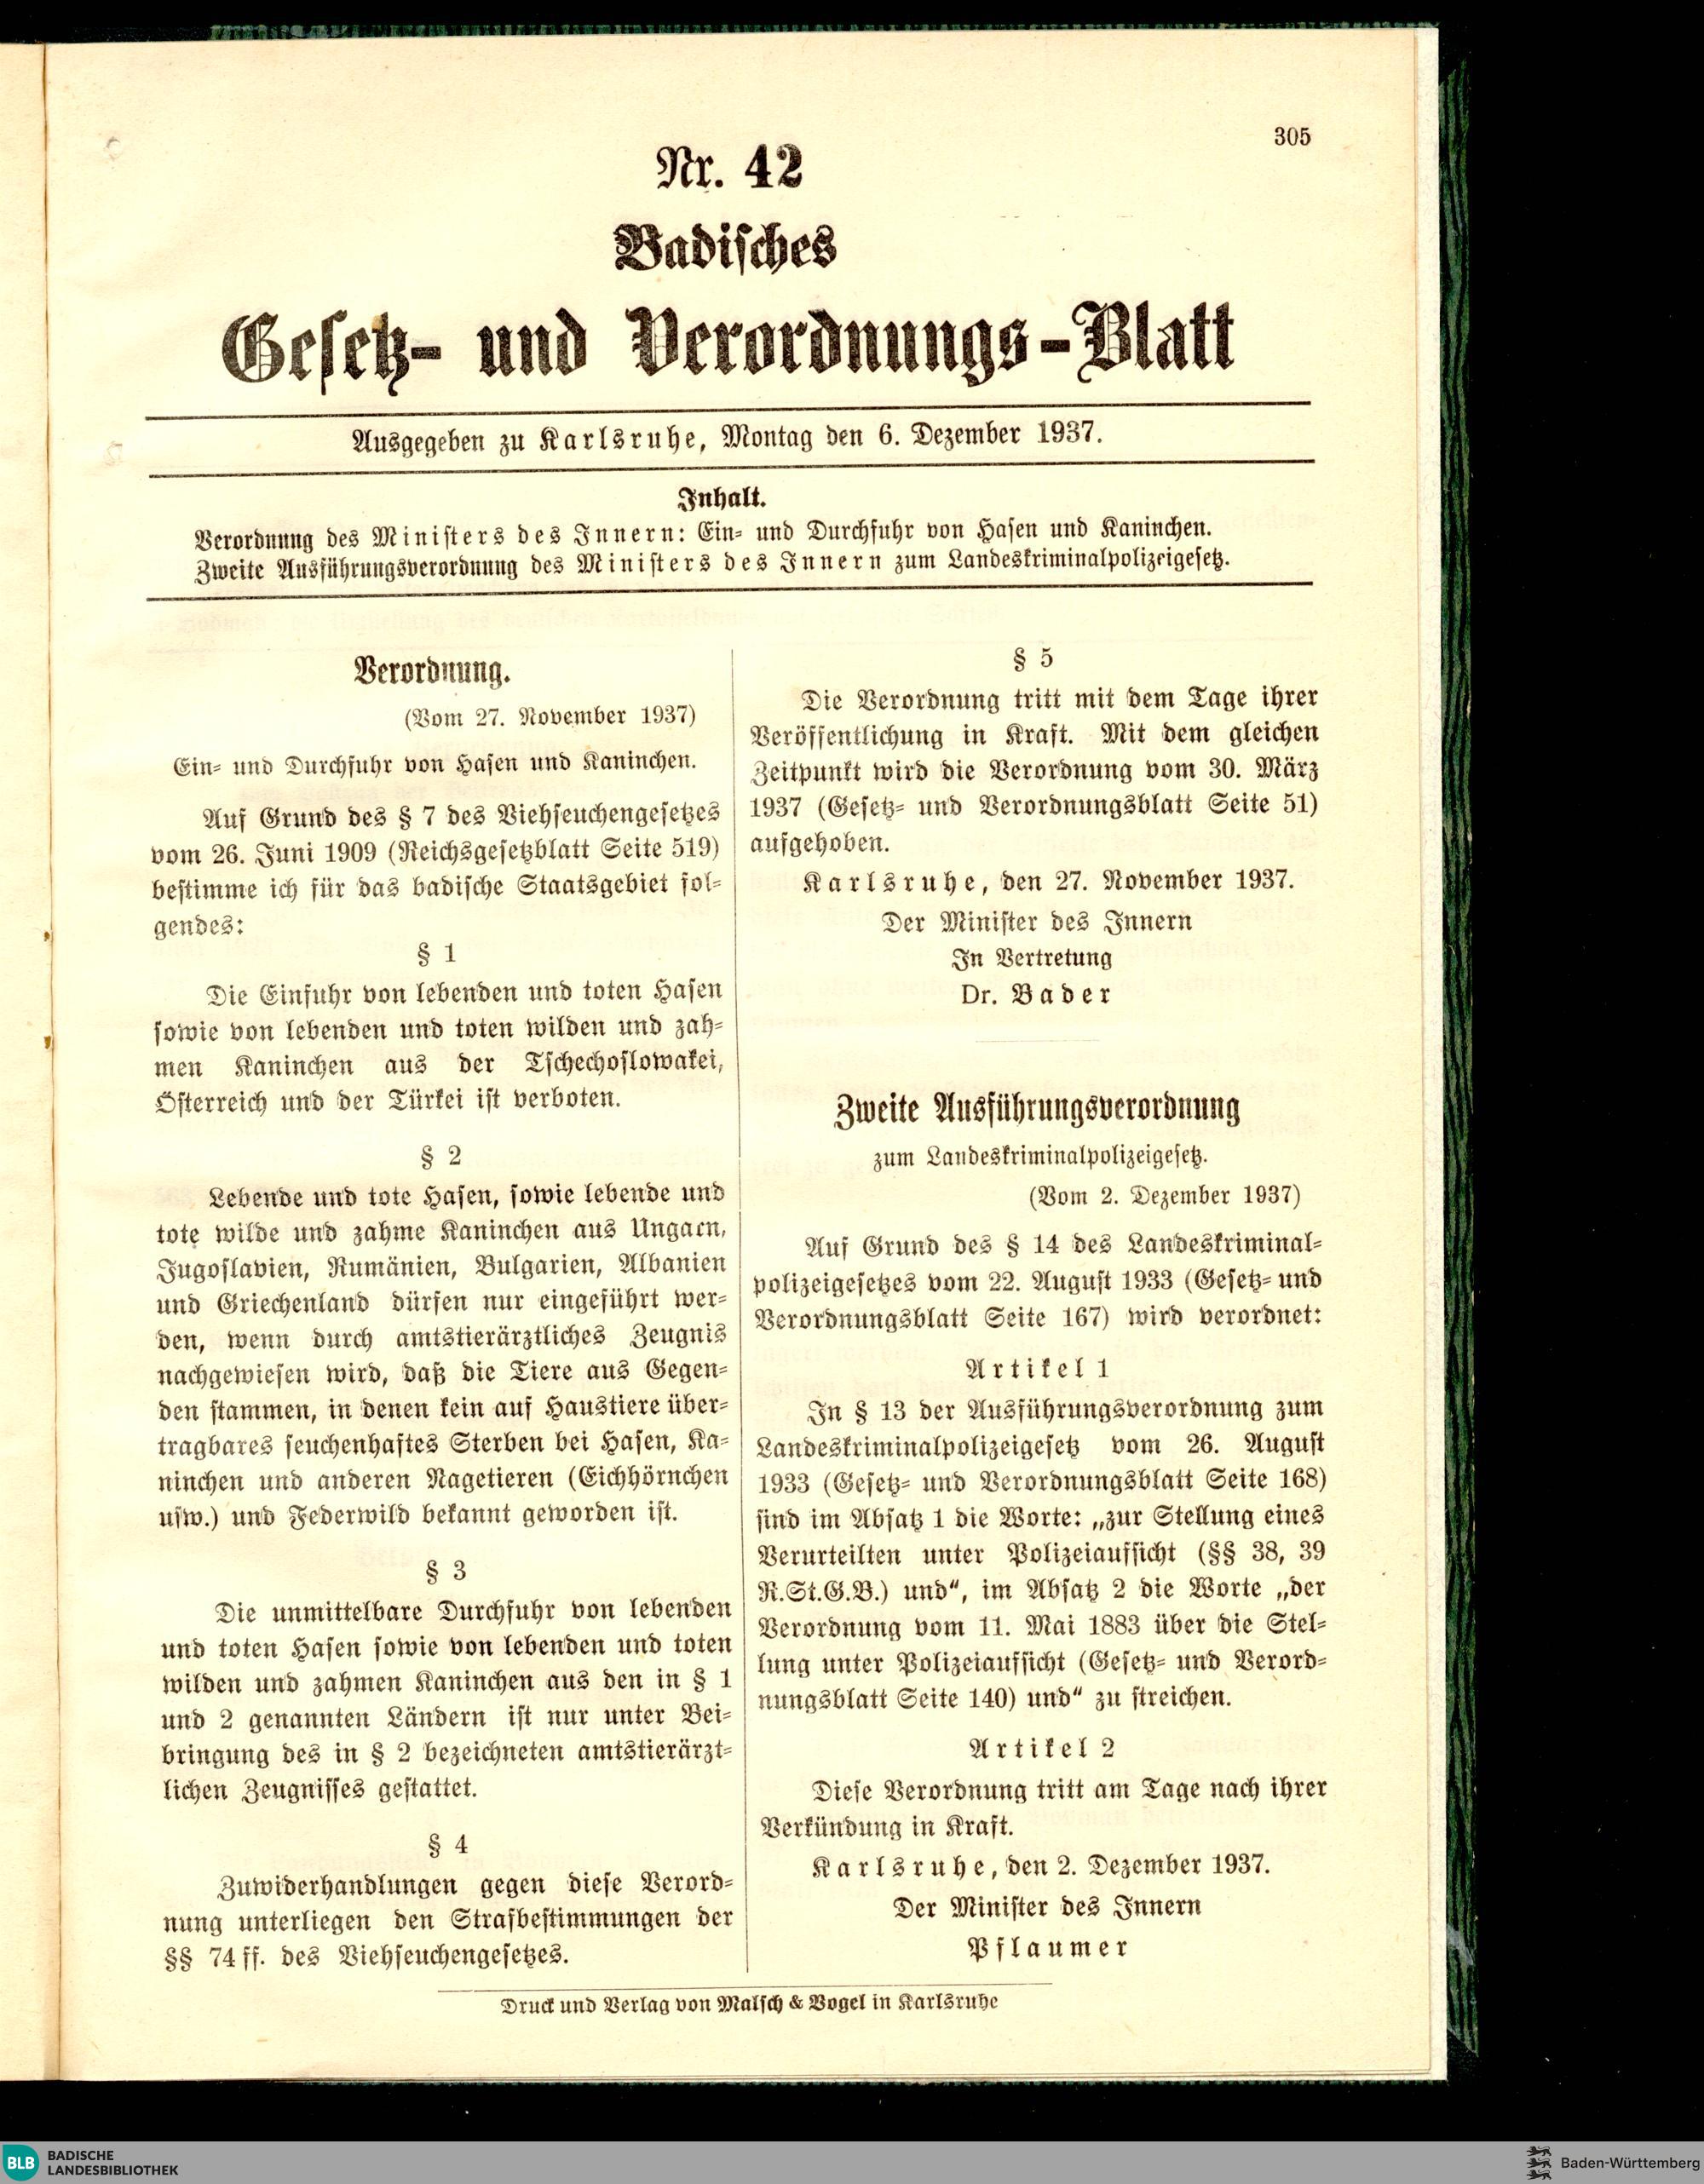 305
Nr. 42
Badisches
Gesetz- und Verordnungs-Blatt
Ausgegeben zu Karlsruhe, Montag den 6. Dezember 1937.
Inhalt.
Verordnung des Ministers des Innern: Ein- und Durchfuhr von Hasen und Kaninchen.
Zweite Ausführungsverordnung des Ministers des Innern zum Landeskriminalpolizeigesetz.
Verordnung.
(Vom 27. November 1937)
Ein- und Durchfuhr von Hasen und Kaninchen.
Auf Grund des § 7 des Viehseuchengesetzes
vom 26. Juni 1909 (Reichsgesetzblatt Seite 519)
bestimme ich für das badische Staatsgebiet fol-
gendes:
§ 1
Die Einfuhr von lebenden und toten Hasen
sowie von lebenden und toten wilden und zah-
men Kaninchen aus der Tschechoslowakei,
Österreich und der Türkei ist verboten.
§ 2
Lebende und tote Hasen, sowie lebende und
tote wilde und zahme Kaninchen aus Ungarn,
Jugoslavien, Rumänien, Bulgarien, Albanien
und Griechenland dürfen nur eingeführt wer-
den, wenn durch amtstierärztliches Zeugnis
nachgewiesen wird, daß die Tiere aus Gegen-
den stammen, in denen kein auf Haustiere über-
tragbares seuchenhaftes Sterben bei Hasen, Ka-
ninchen und anderen Nagetieren (Eichhörnchen
usw.) und Federwild bekannt geworden ist.
§ 3
Die unmittelbare Durchfuhr von lebenden
und toten Hasen sowie von lebenden und toten
wilden und zahmen Kaninchen aus den in § 1
und 2 genannten Ländern ist nur unter Bei-
bringung des in § 2 bezeichneten amtstierärzt-
lichen Zeugnisses gestattet.
§ 4
Zuwiderhandlungen gegen diese Verord-
nung unterliegen den Strafbestimmungen der
§§ 74 ff. des Viehseuchengesetzes.
§ 5
Die Verordnung tritt mit dem Tage ihrer
Veröffentlichung in Kraft. Mit dem gleichen
Zeitpunkt wird die Verordnung vom 30. März
1937 (Gesetz- und Verordnungsblatt Seite 51)
aufgehoben.
Karlsruhe, den 27. November 1937.
Der Minister des Innern
In Vertretung
Dr. Bader
Zweite Ausführungsverordnung
zum Landeskriminalpolizeigesetz.
(Vom 2. Dezember 1937)
Auf Grund des § 14 des Landeskriminal-
polizeigesetzes vom 22. August 1933 (Gesetz- und
Verordnungsblatt Seite 167) wird verordnet:
Artikel 1
In § 13 der Ausführungsverordnung zum
Landeskriminalpolizeigesetz vom 26. August
1933 (Gesetz- und Verordnungsblatt Seite 168)
sind im Absatz 1 die Worte: „zur Stellung eines
Verurteilten unter Polizeiaufsicht (§§ 38, 39
R.St.G.B.) und“, im Absatz 2 die Worte „der
Verordnung vom 11. Mai 1883 über die Stel-
lung unter Polizeiaufsicht (Gesetz- und Verord-
nungsblatt Seite 140) und“ zu streichen.
Artikel 2
Diese Verordnung tritt am Tage nach ihrer
Verkündung in Kraft.
Karlsruhe, den 2. Dezember 1937.
Der Minister des Innern
Pflaumer
Druck und Verlag von Malsch & Vogel in Karlsruhe
BLB BADISCHE
LANDESBIBLIOTHEK
Baden-Württemberg